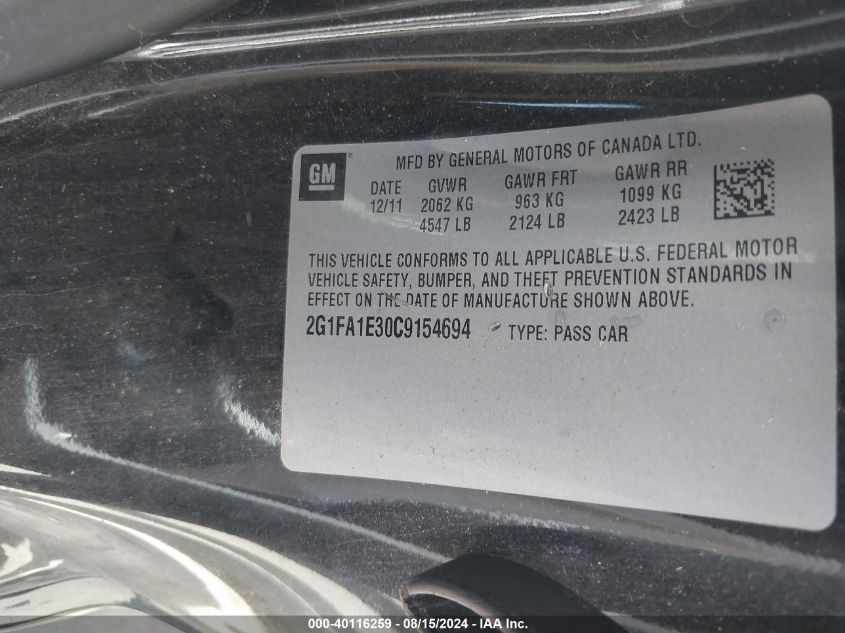 MFD BY GENERAL MOTORS OF CANADA LTD.
GM
DATE GVWR GAWR FRT GAWR RR
12/11 2062 KG 963 KG 1099 KG
4547 LB 2124 LB 2423 LB
THIS VEHICLE CONFORMS TO ALL APPLICABLE U.S. FEDERAL MOTOR
VEHICLE SAFETY, BUMPER, AND THEFT PREVENTION STANDARDS IN
EFFECT ON THE DATE OF MANUFACTURE SHOWN ABOVE.
2G1FA1E30C9154694 TYPE: PASS CAR
000-40116259 - 08/15/2024 - IAA Inc.